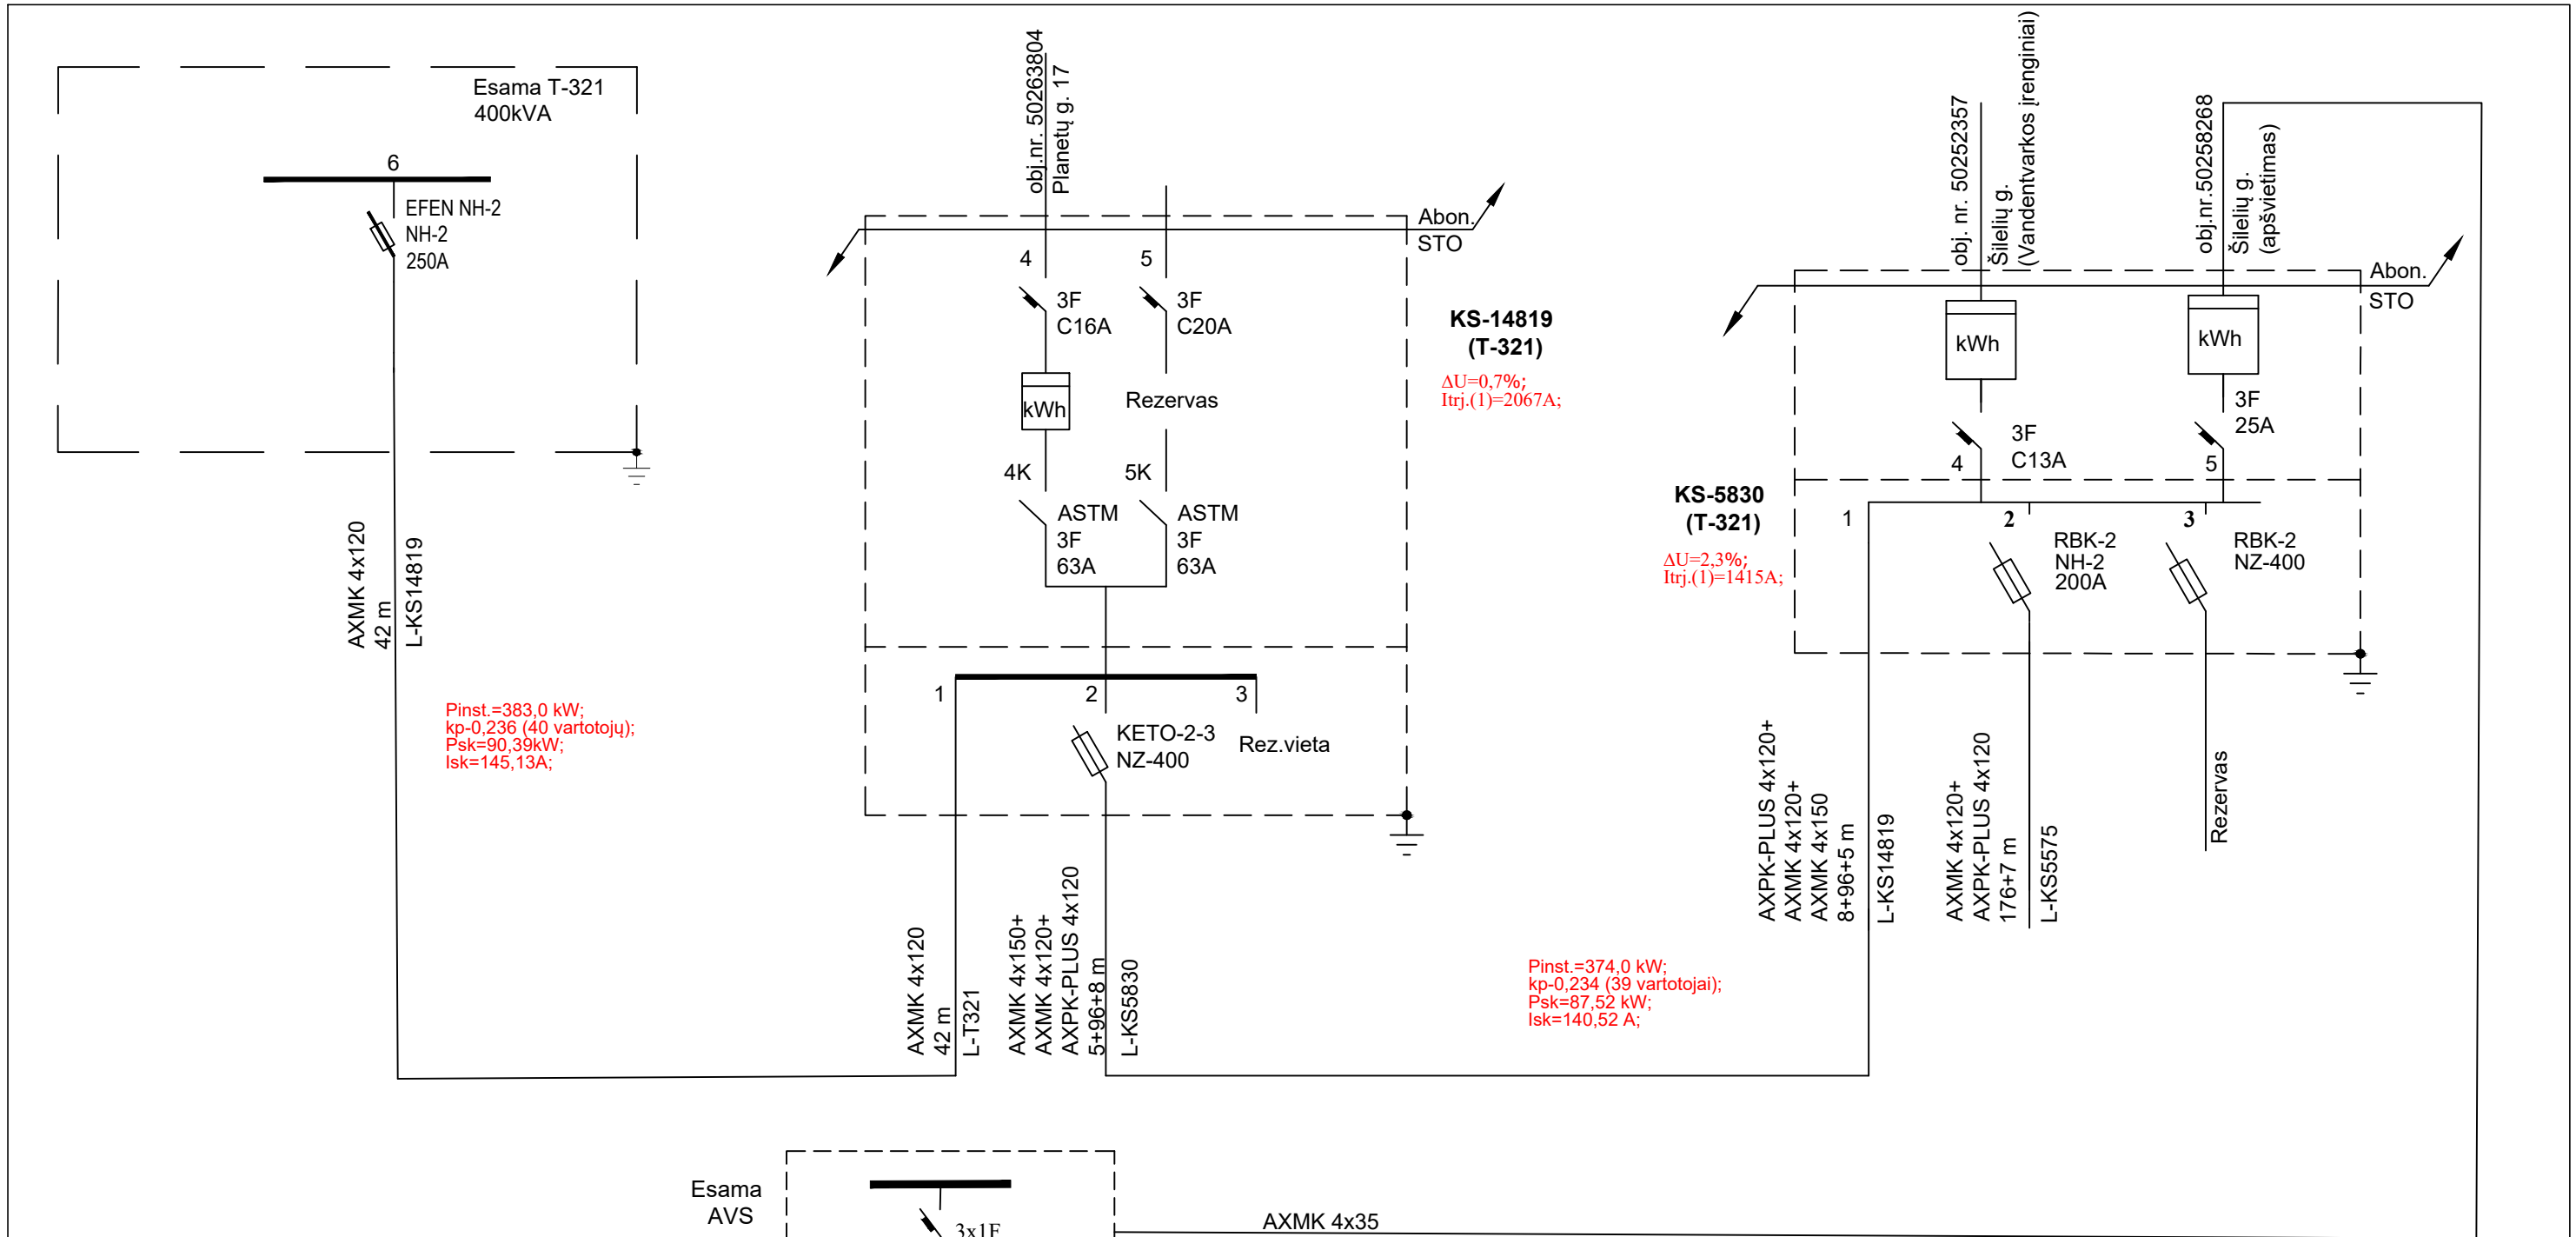 Esama T-321
400kVA
6
EFEN NH-2
NH-2
250A
AXMK 4x120
42 m
L-KS14819
Pinst.=383,0 kW;
kp-0,236 (40 vartotojų);
Psk=90,39kW;
Isk=145,13A;
obj.nr. 50263804
Planetų g. 17
Abon.
STO
4
5
3F
C16A
3F
C20A
kWh
Rezervas
4K
5K
ASTM
3F
63A
ASTM
3F
63A
KS-14819
(T-321)
ΔU=0,7%;
Itrj.(1)=2067A;
1
2
3
KETO-2-3
NZ-400
Rez.vieta
AXMK 4x120
42 m
L-T321
AXMK 4x150+
AXMK 4x120+
AXPK-PLUS 4x120
5+96+8 m
L-KS5830
obj. nr. 50252357
Šilelių g.
(Vandentvarkos įrenginiai)
obj.nr.50258268
Šilelių g.
(apšvietimas)
Abon.
STO
kWh
kWh
3F
25A
3F
C13A
4
5
KS-5830
(T-321)
ΔU=2,3%;
Itrj.(1)=1415A;
1
2
3
RBK-2
NH-2
200A
RBK-2
NZ-400
AXPK-PLUS 4x120+
AXMK 4x120+
AXMK 4x150
8+96+5 m
L-KS14819
AXMK 4x120+
AXPK-PLUS 4x120
176+7 m
L-KS5575
Rezervas
Pinst.=374,0 kW;
kp-0,234 (39 vartotojai);
Psk=87,52 kW;
Isk=140,52 A;
Esama
AVS
3x1F
AXMK 4x35